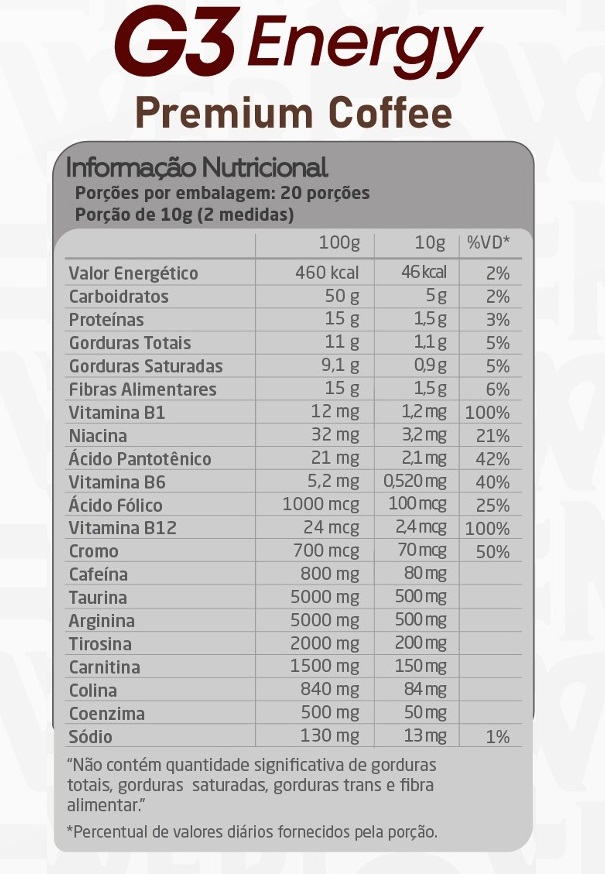 G3 Energy
Premium Coffee
Informação Nutricional
Porções por embalagem: 20 porções
Porção de 10g (2 medidas)
100g 10g %VD*
Valor Energético 460 kcal 46 kcal 2%
Carboidratos 50 g 5 g 2%
Proteínas 15 g 1,5 g 3%
Gorduras Totais 11 g 1,1 g 5%
Gorduras Saturadas 9,1 g 0,9 g 5%
Fibras Alimentares 15 g 1,5 g 6%
Vitamina B1 12 mg 1,2 mg 100%
Niacina 32 mg 3,2 mg 21%
Ácido Pantotênico 21 mg 2,1 mg 42%
Vitamina B6 5,2 mg 0,520 mg 40%
Ácido Fólico 1000 mcg 100 mcg 25%
Vitamina B12 24 mcg 2,4 mcg 100%
Cromo 700 mcg 70 mcg 50%
Cafeína 800 mg 80 mg
Taurina 5000 mg 500 mg
Arginina 5000 mg 500 mg
Tirosina 2000 mg 200 mg
Carnitina 1500 mg 150 mg
Colina 840 mg 84 mg
Coenzima 500 mg 50 mg
Sódio 130 mg 13 mg 1%
“Não contém quantidade significativa de gorduras
totais, gorduras saturadas, gorduras trans e fibra
alimentar.”
*Percentual de valores diários fornecidos pela porção.